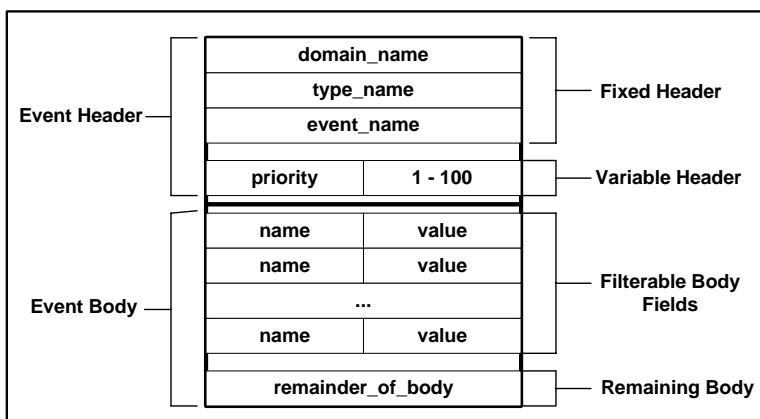 domain_name
type_name
Event Header
Fixed Header
event_name
priority 1 - 100
Variable Header
name value
name value
Event Body
...
Filterable Body
Fields
name value
remainder_of_body
Remaining Body